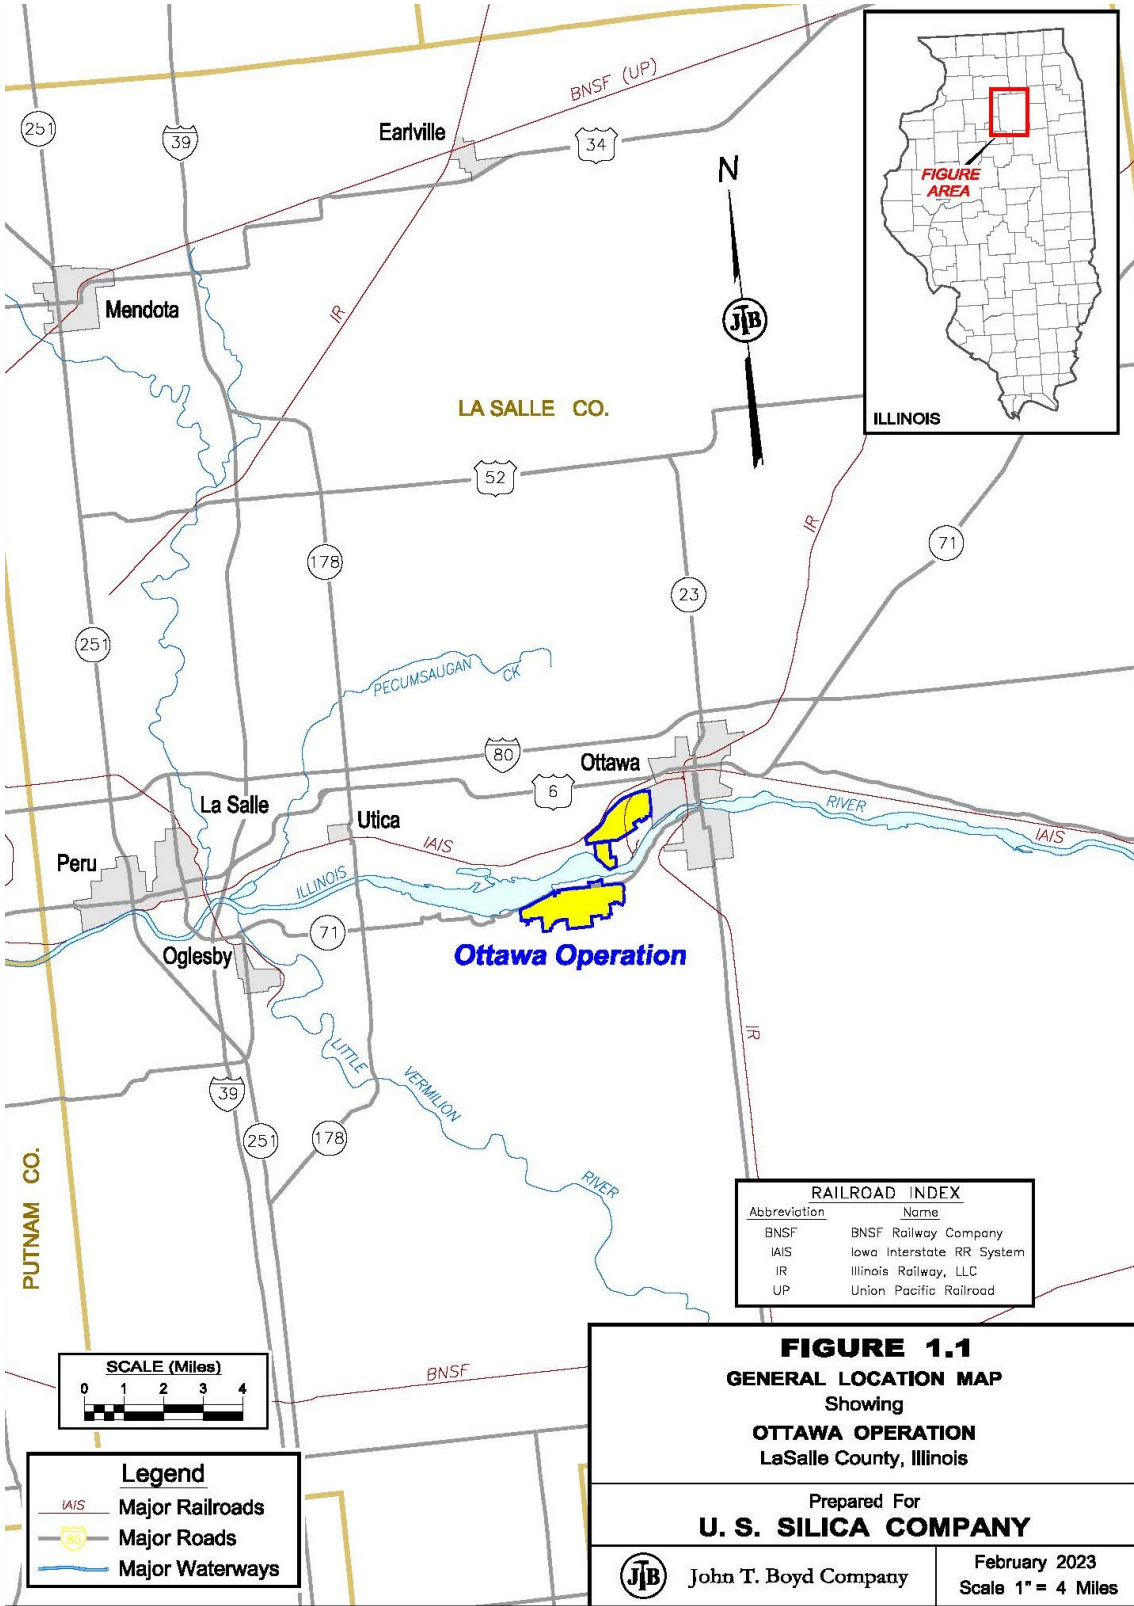 BNSF (UP)
251
39
Earlville
34
N
FIGURE
AREA
ILLINOIS
Mendota
IR
JTB
LA SALLE CO.
52
IR
71
178
23
251
PECUMSAUGAN
CK
80
Ottawa
6
La Salle
RIVER
Utica
IAIS
IAIS
Peru
ILLINOIS
71
Oglesby
Ottawa Operation
IR
LITTLE
VERMILION
39
251
178
RIVER
PUTNAM CO.
RAILROAD INDEX
Abbreviation Name
BNSF BNSF Railway Company
IAIS Iowa Interstate RR System
IR Illinois Railway, LLC
UP Union Pacific Railroad
SCALE (Miles)
0 1 2 3 4
BNSF
Legend
IAIS Major Railroads
80 Major Roads
Major Waterways
FIGURE 1.1
GENERAL LOCATION MAP
Showing
OTTAWA OPERATION
LaSalle County, Illinois
Prepared For
U. S. SILICA COMPANY
JTB John T. Boyd Company
February 2023
Scale 1" = 4 Miles